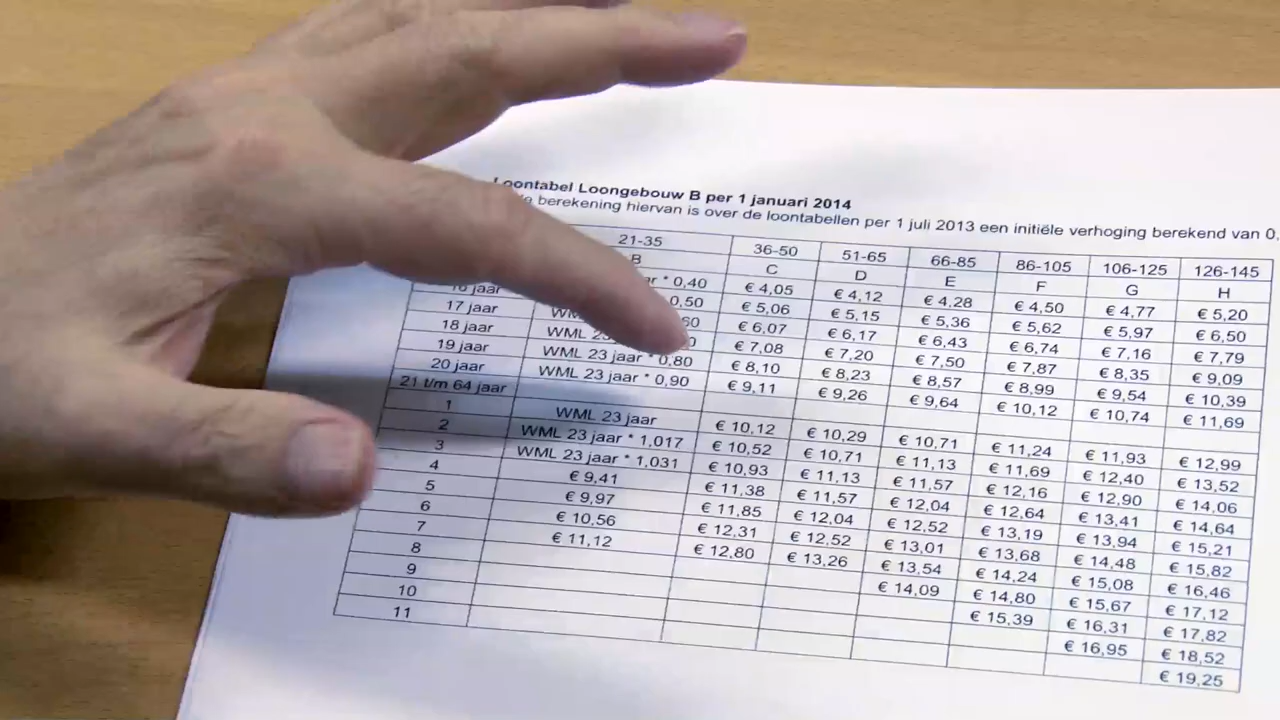 Loontabel Loongebouw B per 1 januari 2014
berekening hiervan is over de loontabellen per 1 juli 2013 een initiële verhoging berekend van 0,
21-35 36-50 51-65 66-85 86-105 106-125 126-145
B C D E F G H
* 0,40 € 4,05 € 4,12 € 4,28 € 4,50 € 4,77 € 5,20
16 jaar 0,50 € 5,06 € 5,15 € 5,36 € 5,62 € 5,97 € 6,50
17 jaar € 6,07 € 6,17 € 6,43 € 6,74 € 7,16 € 7,79
18 jaar € 7,08 € 7,20 € 7,50 € 7,87 € 8,35 € 9,09
19 jaar WML 23 jaar * 0,80 € 8,10 € 8,23 € 8,57 € 8,99 € 9,54 € 10,39
20 jaar WML 23 jaar * 0,90 € 9,11 € 9,26 € 9,64 € 10,12 € 10,74 € 11,69
21 t/m 64 jaar
1 WML 23 jaar € 10,12 € 10,29 € 10,71 € 11,24 € 11,93 € 12,99
2 WML 23 jaar * 1,017 € 10,52 € 10,71 € 11,13 € 11,69 € 12,40 € 13,52
3 WML 23 jaar * 1,031 € 10,93 € 11,13 € 11,57 € 12,16 € 12,90 € 14,06
4 € 9,41 € 11,38 € 11,57 € 12,04 € 12,64 € 13,41 € 14,64
5 € 9,97 € 11,85 € 12,04 € 12,52 € 13,19 € 13,94 € 15,21
6 € 10,56 € 12,31 € 12,52 € 13,01 € 13,68 € 14,48 € 15,82
7 € 11,12 € 12,80 € 13,26 € 13,54 € 14,24 € 15,08 € 16,46
8 € 14,09 € 14,80 € 15,67 € 17,12
9 € 15,39 € 16,31 € 17,82
10 € 16,95 € 18,52
11 € 19,25